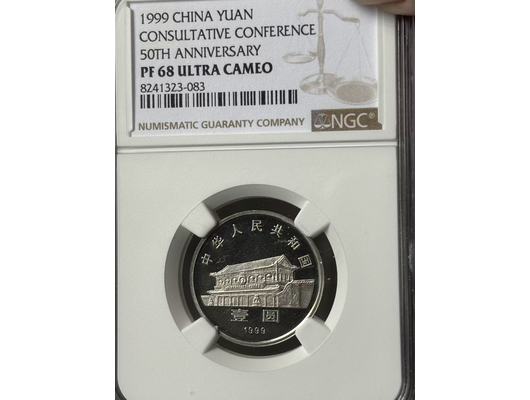 1999 CHINA YUAN
CONSULTATIVE CONFERENCE
50TH ANNIVERSARY
PF 68 ULTRA CAMEO
8241323-083
NUMISMATIC GUARANTY COMPANY
NGC®
中华人民共和国
壹圆
1999